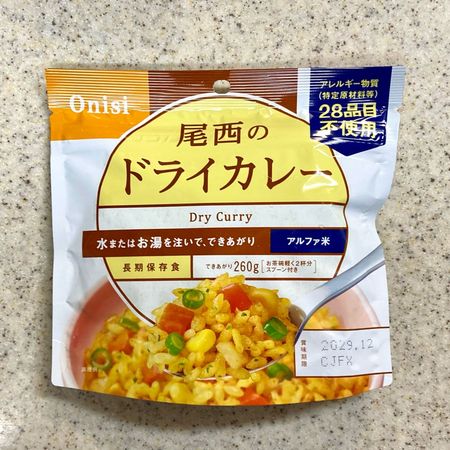 Onisi
アレルギー物質
(特定原材料等)
28品目
不使用
尾西の
ドライカレー
Dry Curry
水またはお湯を注いで、できあがり
アルファ米
長期保存食
できあがり260g
お茶碗軽く2杯分
スプーン付き
賞味期限
2029.12
CJFX